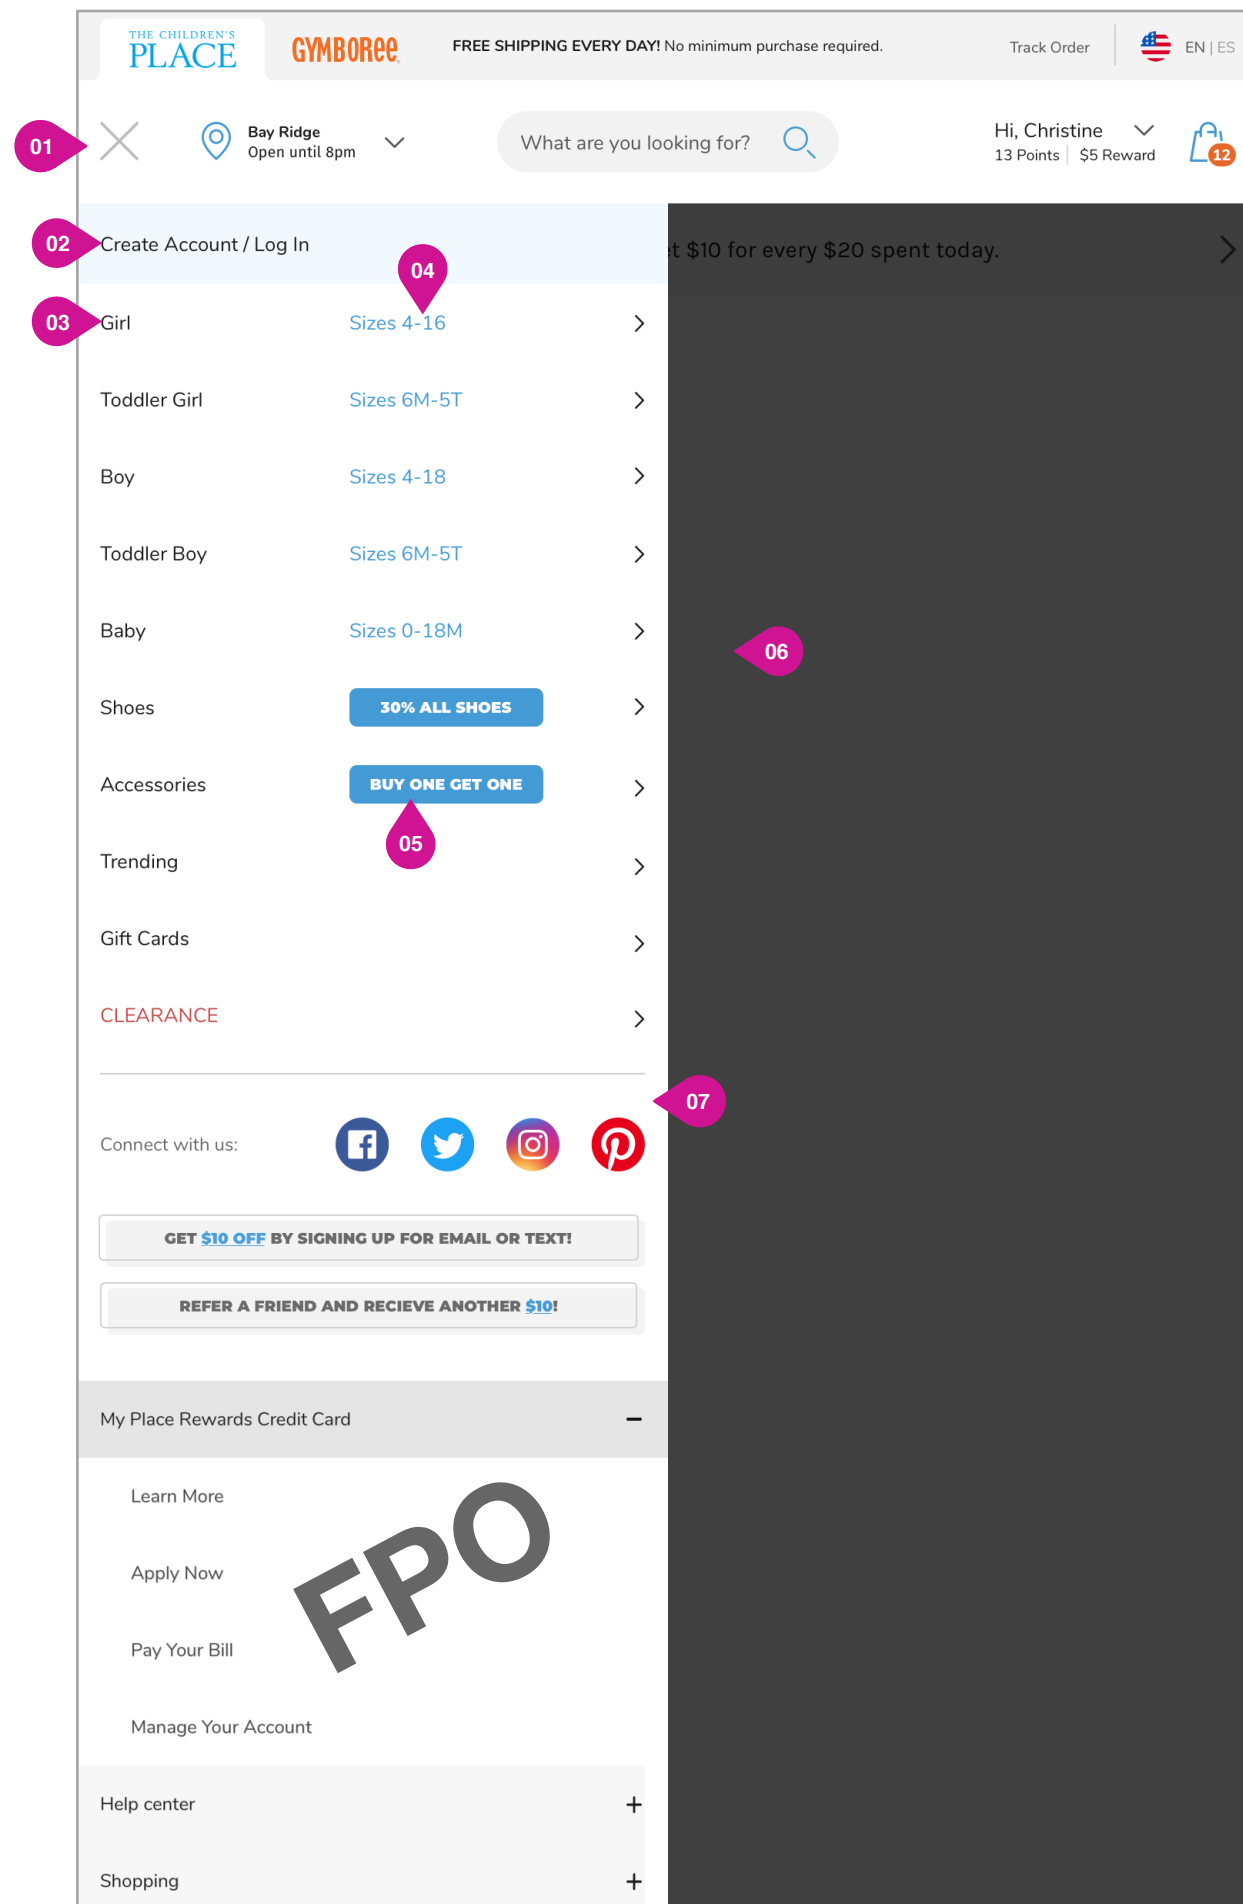 THE CHILDREN'S
PLACE
GYMBOREE
FREE SHIPPING EVERY DAY! No minimum purchase required.
Track Order
EN | ES
01
Bay Ridge
Open until 8pm
What are you looking for?
Hi, Christine
13 Points | $5 Reward
12
02
Create Account / Log In
t $10 for every $20 spent today.
04
03
Girl Sizes 4-16
Toddler Girl Sizes 6M-5T
Boy Sizes 4-18
Toddler Boy Sizes 6M-5T
Baby Sizes 0-18M
06
Shoes 30% ALL SHOES
Accessories BUY ONE GET ONE
05
Trending
Gift Cards
CLEARANCE
07
Connect with us:
GET $10 OFF BY SIGNING UP FOR EMAIL OR TEXT!
REFER A FRIEND AND RECIEVE ANOTHER $10!
My Place Rewards Credit Card
Learn More
FPO
Apply Now
Pay Your Bill
Manage Your Account
Help center
Shopping